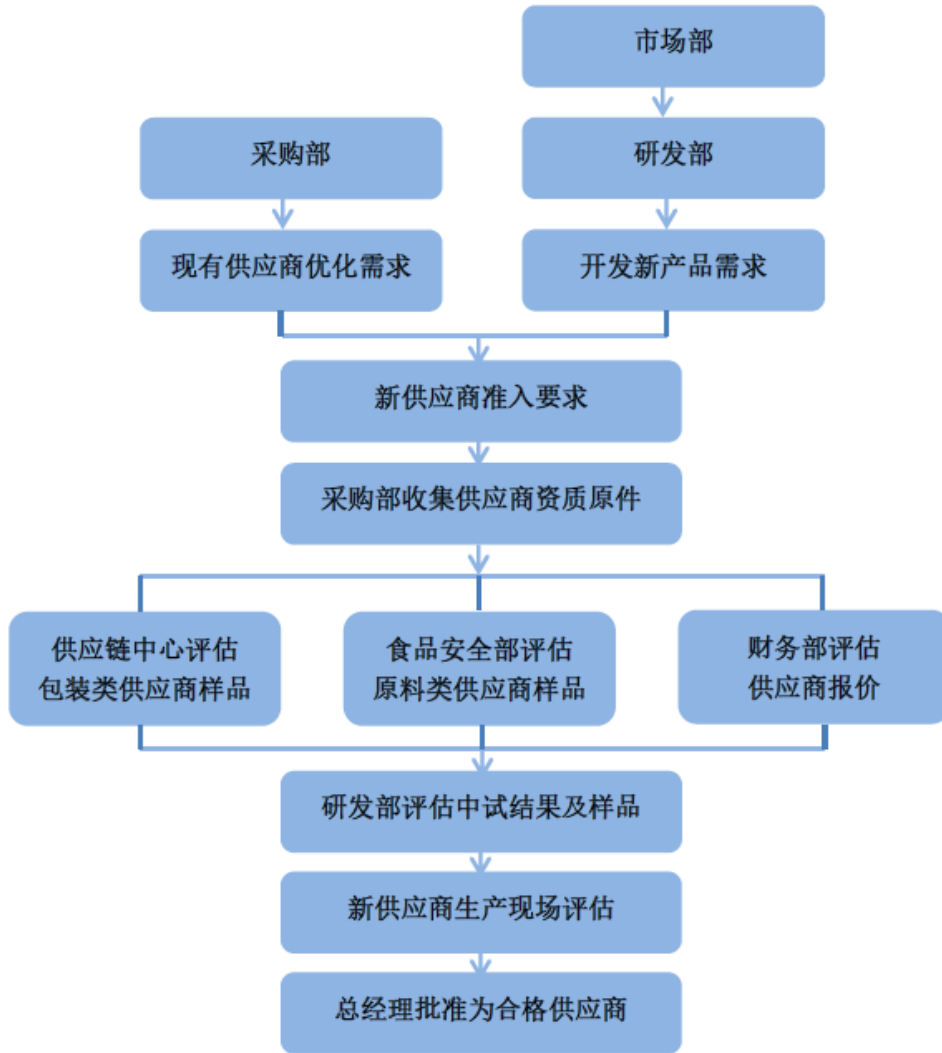 市场部
采购部
研发部
现有供应商优化需求
开发新产品需求
新供应商准入要求
采购部收集供应商资质原件
供应链中心评估
包装类供应商样品
食品安全部评估
原料类供应商样品
财务部评估
供应商报价
研发部评估中试结果及样品
新供应商生产现场评估
总经理批准为合格供应商